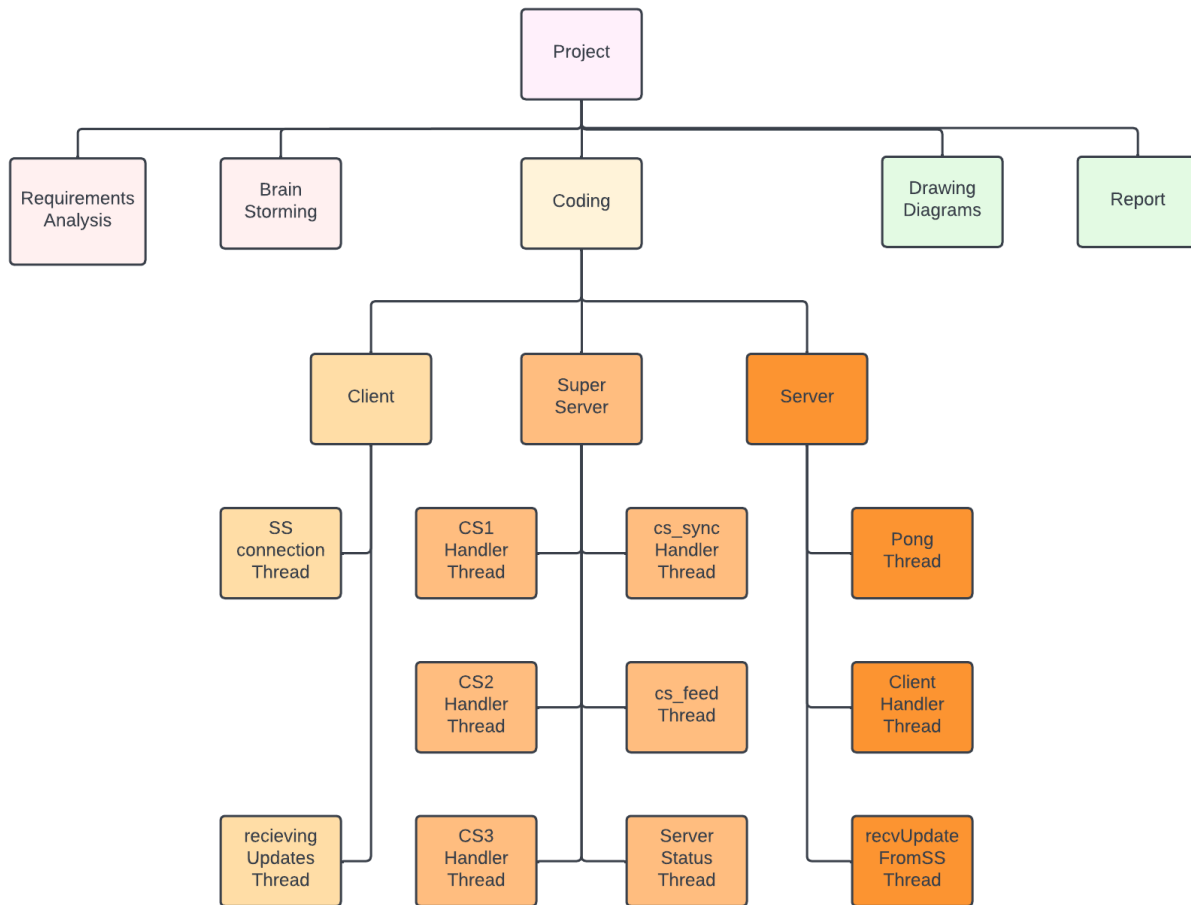 Project
Requirements
Analysis
Brain
Storming
Coding
Drawing
Diagrams
Report
Client
Super
Server
Server
SS
connection
Thread
CS1
Handler
Thread
cs_sync
Handler
Thread
Pong
Thread
CS2
Handler
Thread
cs_feed
Thread
Client
Handler
Thread
recieving
Updates
Thread
CS3
Handler
Thread
Server
Status
Thread
recvUpdate
FromSS
Thread